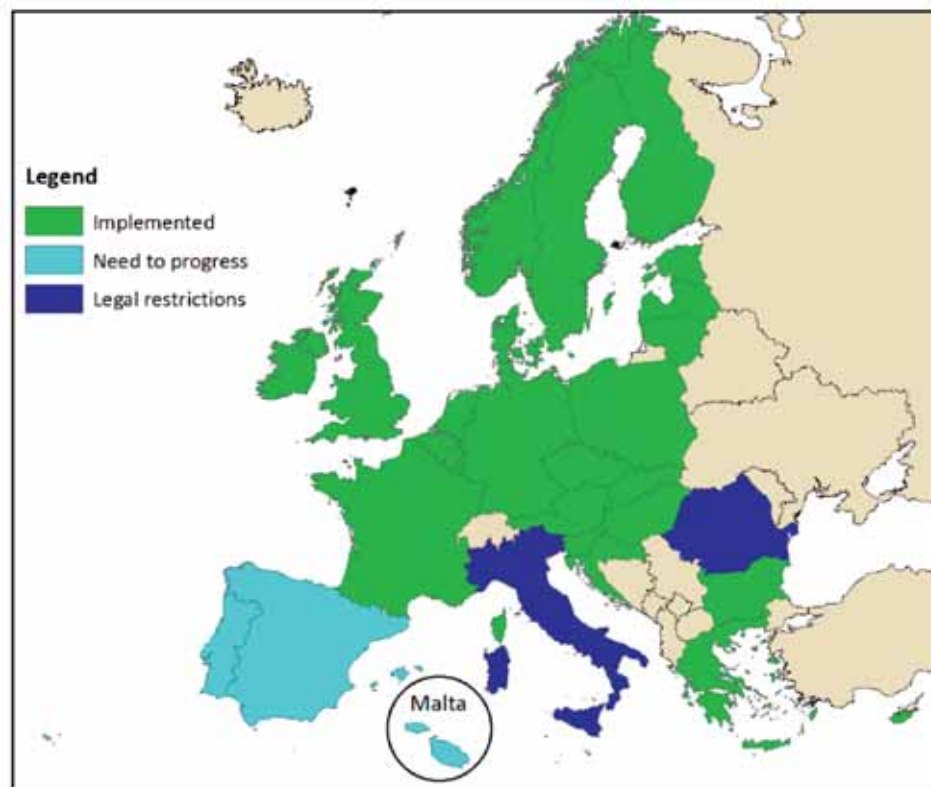 Legend
Implemented
Need to progress
Legal restrictions
Malta